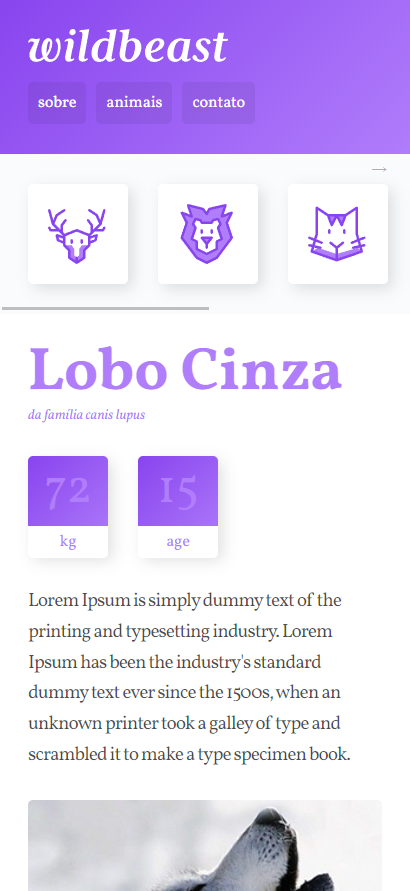 wildbeast
sobre animais contato
→
Lobo Cinza
da família canis lupus
72 15
kg age
Lorem Ipsum is simply dummy text of the
printing and typesetting industry. Lorem
Ipsum has been the industry's standard
dummy text ever since the 1500s, when an
unknown printer took a galley of type and
scrambled it to make a type specimen book.